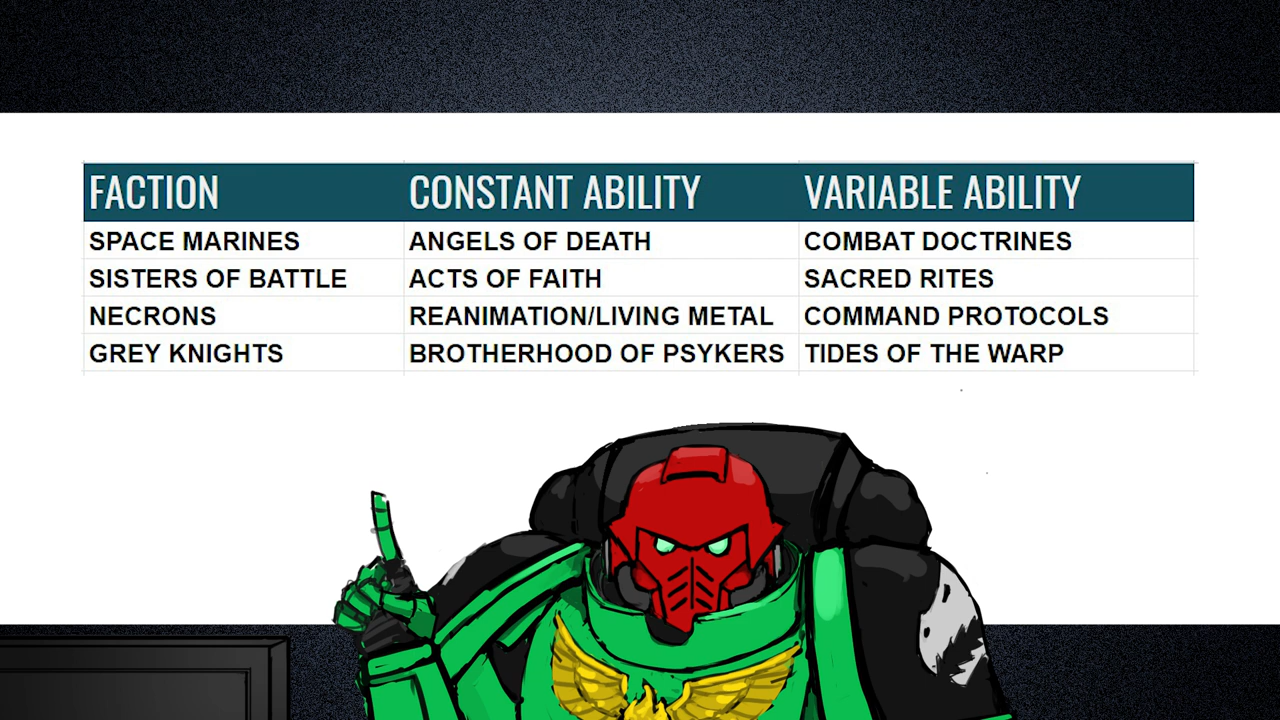 FACTION CONSTANT ABILITY VARIABLE ABILITY
SPACE MARINES ANGELS OF DEATH COMBAT DOCTRINES
SISTERS OF BATTLE ACTS OF FAITH SACRED RITES
NECRONS REANIMATION/LIVING METAL COMMAND PROTOCOLS
GREY KNIGHTS BROTHERHOOD OF PSYKERS TIDES OF THE WARP